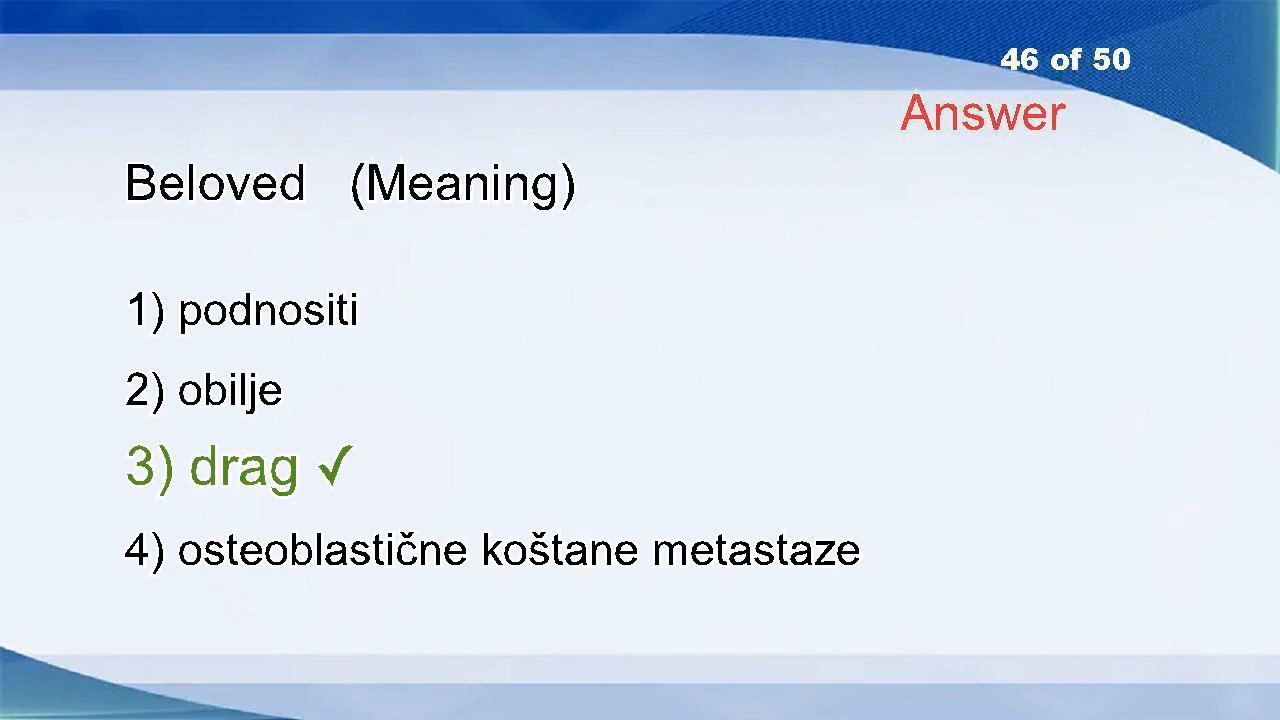 46 of 50
Answer
Beloved (Meaning)
1) podnositi
2) obilje
3) drag ✓
4) osteoblastične koštane metastaze